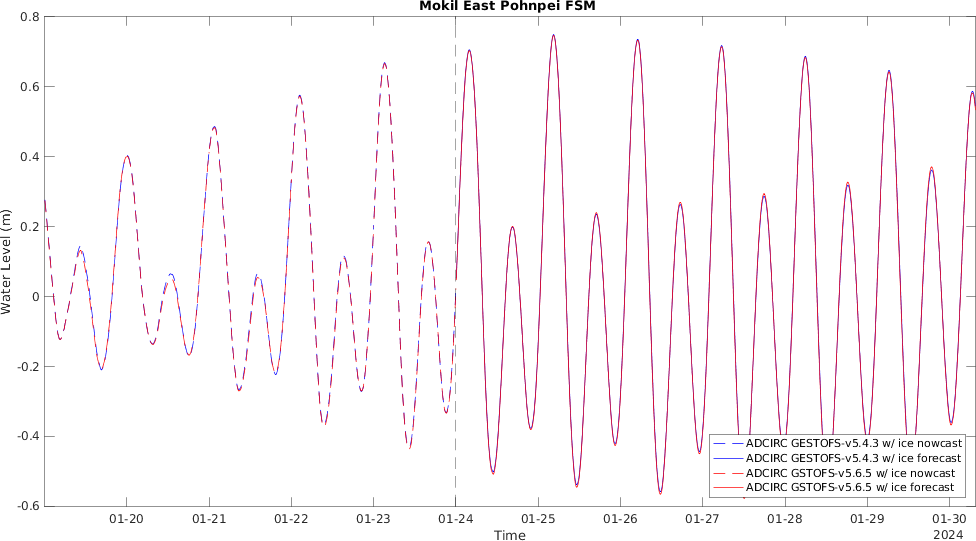 Mokil East Pohnpei FSM
0.8
0.6
0.4
0.2
0
-0.2
-0.4
-0.6
Water Level (m)
ADCIRC GESTOFS-v5.4.3 w/ ice nowcast
ADCIRC GESTOFS-v5.4.3 w/ ice forecast
ADCIRC GSTOFS-v5.6.5 w/ ice nowcast
ADCIRC GSTOFS-v5.6.5 w/ ice forecast
01-20 01-21 01-22 01-23 01-24 01-25 01-26 01-27 01-28 01-29 01-30
2024
Time